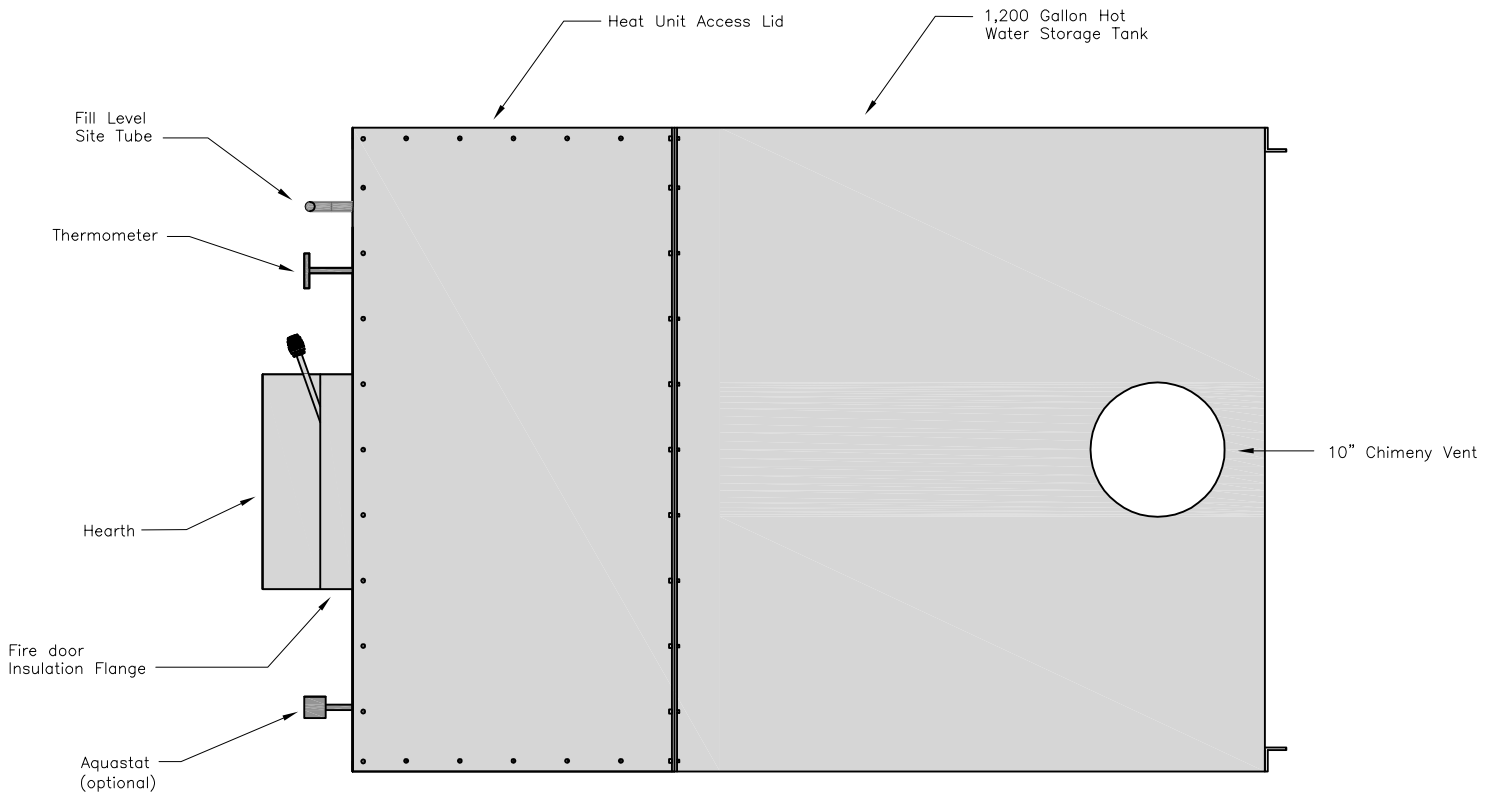 Heat Unit Access Lid
1,200 Gallon Hot
Water Storage Tank
Fill Level
Site Tube
Thermometer
10" Chimeny Vent
Hearth
Fire door
Insulation Flange
Aquastat
(optional)